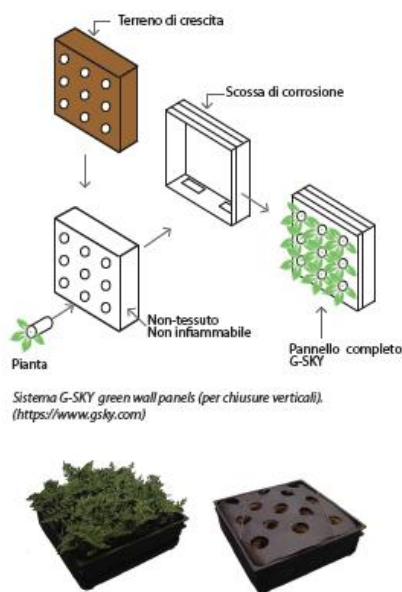 Terreno di crescita
Scossa di corrosione
Non-tessuto
Non infiammabile
Pianta
Pannello completo
G-SKY
Sistema G-SKY green wall panels (per chiusure verticali).
(https://www.gsky.com)